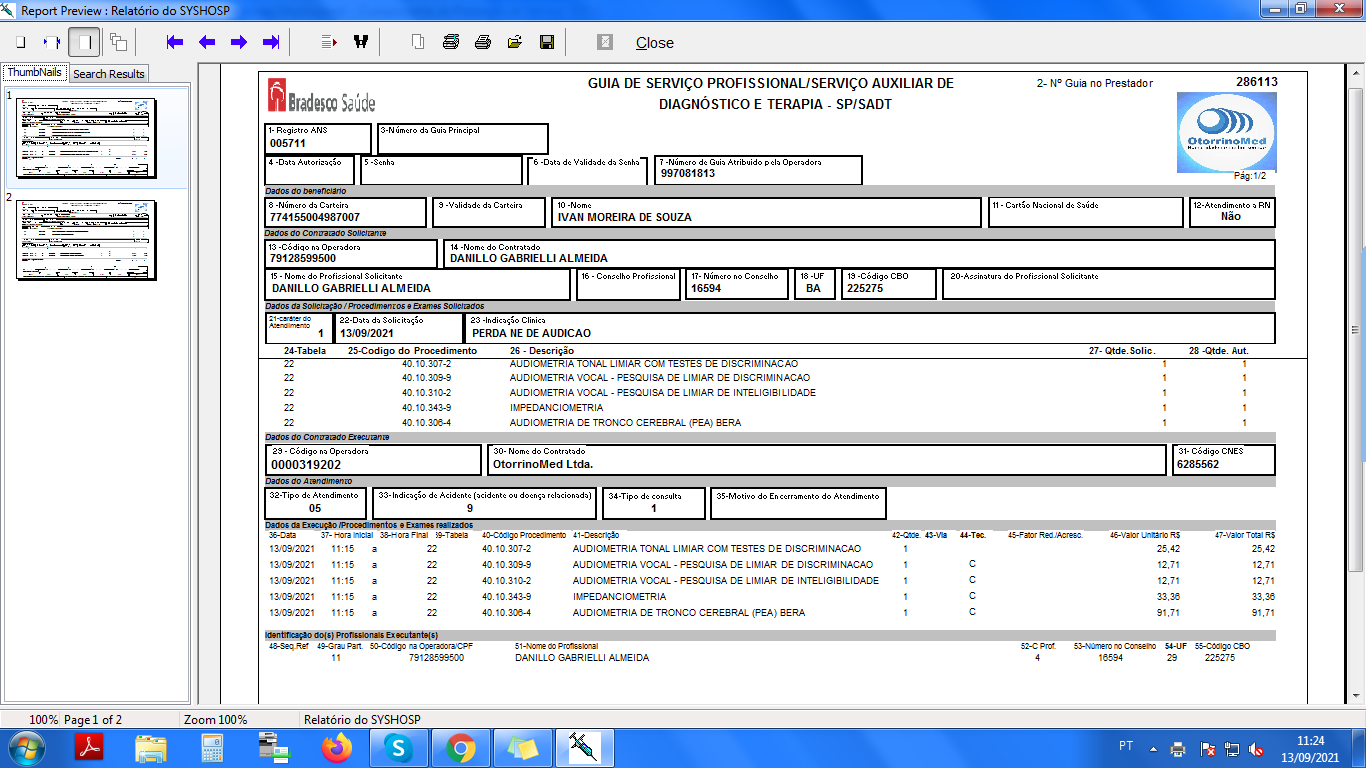 Report Preview : Relatório do SYSHOSP
Close
ThumbNails Search Results
1
2
Bradesco Saúde
GUIA DE SERVIÇO PROFISSIONAL/SERVIÇO AUXILIAR DE
DIAGNÓSTICO E TERAPIA - SP/SADT
2- Nº Guia no Prestador 286113
OtorrinoMed
Pág:1/2
1- Registro ANS
005711
3-Número da Guia Principal
4 -Data Autorização 5 -Senha 6 -Data de Validade da Senha 7 -Número de Guia Atribuido pela Operadora
997081813
Dados do beneficiário
8 -Número da Carteira 9 -Validade da Carteira 10 -Nome 11 - Cartão Nacional de Saúde 12-Atendimento a RN
774155004987007 IVAN MOREIRA DE SOUZA Não
Dados do Contratado Solicitante
13 -Código na Operadora 14 -Nome do Contratado
79128599500 DANILLO GABRIELLI ALMEIDA
15 - Nome do Profissional Solicitante 16 - Conselho Profissional 17- Número no Conselho 18 -UF 19 -Código CBO 20-Assinatura do Profissional Solicitante
DANILLO GABRIELLI ALMEIDA 16594 BA 225275
Dados da Solicitação / Procedimentos e Exames Solicitados
21-caráter do Atendimento 22-Data da Solicitação 23 -Indicação Clinica
1 13/09/2021 PERDA NE DE AUDICAO
24-Tabela 25-Codigo do Procedimento 26 - Descrição 27- Qtde.Solic. 28 -Qtde. Aut.
22 40.10.307-2 AUDIOMETRIA TONAL LIMIAR COM TESTES DE DISCRIMINACAO 1 1
22 40.10.309-9 AUDIOMETRIA VOCAL - PESQUISA DE LIMIAR DE DISCRIMINACAO 1 1
22 40.10.310-2 AUDIOMETRIA VOCAL - PESQUISA DE LIMIAR DE INTELIGIBILIDADE 1 1
22 40.10.343-9 IMPEDANCIOMETRIA 1 1
22 40.10.306-4 AUDIOMETRIA DE TRONCO CEREBRAL (PEA) BERA 1 1
Dados do Contratado Executante
29 - Código na Operadora 30- Nome do Contratado 31- Código CNES
0000319202 OtorrinoMed Ltda. 6285562
Dados do Atendimento
32-Tipo de Atendimento 33-Indicação de Acidente (acidente ou doença relacionada) 34-Tipo de consulta 35-Motivo do Encerramento do Atendimento
05 9 1
Dados da Execução /Procedimentos e Exames realizados
36-Data 37- Hora Inicial 38-Hora Final 39-Tabela 40-Código Procedimento 41-Descrição 42-Qtde. 43-Via 44-Tec. 45-Fator Red./Acresc. 46-Valor Unitário R$ 47-Valor Total R$
13/09/2021 11:15 a 22 40.10.307-2 AUDIOMETRIA TONAL LIMIAR COM TESTES DE DISCRIMINACAO 1 25,42 25,42
13/09/2021 11:15 a 22 40.10.309-9 AUDIOMETRIA VOCAL - PESQUISA DE LIMIAR DE DISCRIMINACAO 1 C 12,71 12,71
13/09/2021 11:15 a 22 40.10.310-2 AUDIOMETRIA VOCAL - PESQUISA DE LIMIAR DE INTELIGIBILIDADE 1 C 12,71 12,71
13/09/2021 11:15 a 22 40.10.343-9 IMPEDANCIOMETRIA 1 C 33,36 33,36
13/09/2021 11:15 a 22 40.10.306-4 AUDIOMETRIA DE TRONCO CEREBRAL (PEA) BERA 1 C 91,71 91,71
Identificação do(s) Profissionais Executante(s)
48-Seq.Ref 49-Grau Part. 50-Código na Operadora/CPF 51-Nome do Profissional 52-C Prof. 53-Número no Conselho 54-UF 55-Código CBO
11 79128599500 DANILLO GABRIELLI ALMEIDA 4 16594 29 225275
100% Page 1 of 2 Zoom 100% Relatório do SYSHOSP
PT 11:24
13/09/2021